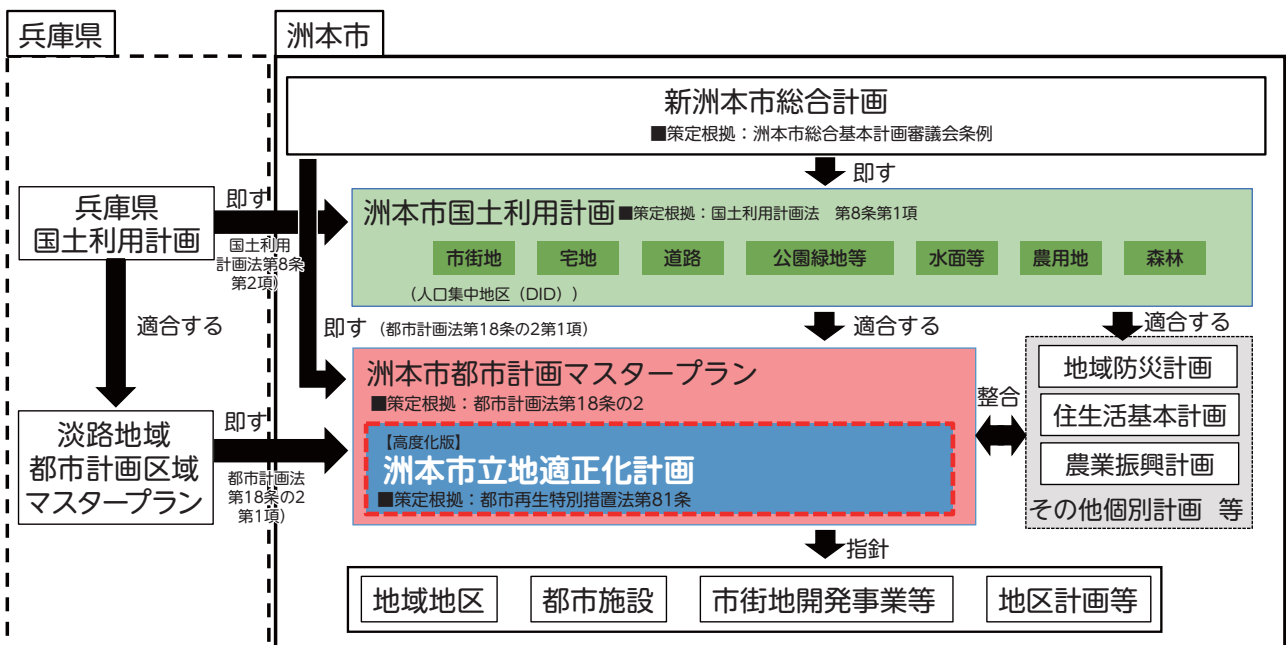 兵庫県
洲本市
新洲本市総合計画
■策定根拠：洲本市総合基本計画審議会条例
即す
兵庫県
国土利用計画
即す
国土利用
計画法第8条
第2項)
洲本市国土利用計画 ■策定根拠：国土利用計画法　第8条第1項
市街地 宅地 道路 公園緑地等 水面等 農用地 森林
(人口集中地区（DID）)
適合する
即す (都市計画法第18条の2第1項)
適合する
適合する
洲本市都市計画マスタープラン
■策定根拠：都市計画法第18条の2
【高度化版】
洲本市立地適正化計画
■策定根拠：都市再生特別措置法第81条
整合
地域防災計画
住生活基本計画
農業振興計画
その他個別計画 等
淡路地域
都市計画区域
マスタープラン
即す
都市計画法
第18条の2
第1項)
指針
地域地区 都市施設 市街地開発事業等 地区計画等